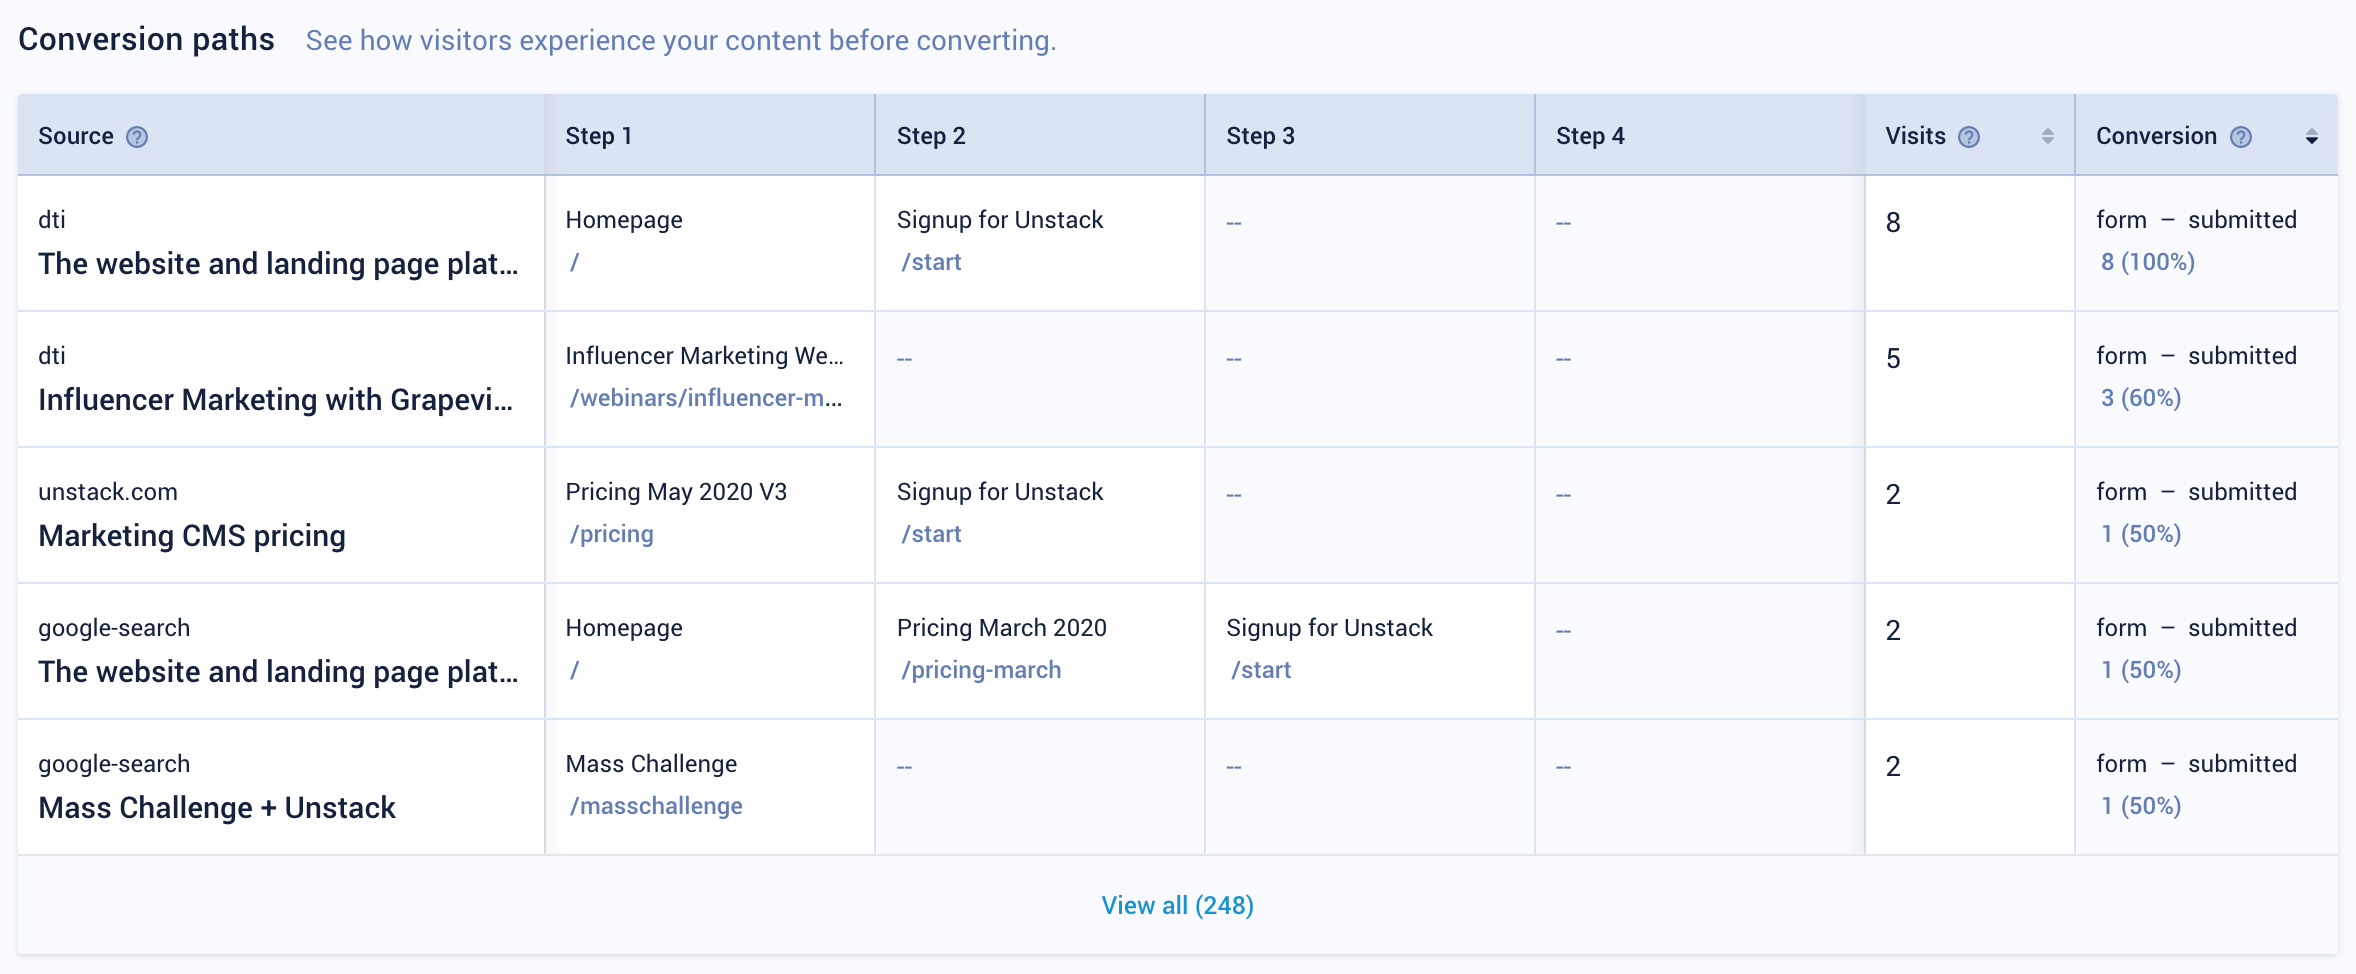 Conversion paths See how visitors experience your content before converting.
Source ? Step 1 Step 2 Step 3 Step 4 Visits ? Conversion ?
dti Homepage Signup for Unstack -- -- 8 form – submitted
The website and landing page plat... / /start 8 (100%)
dti Influencer Marketing We... -- -- -- 5 form – submitted
Influencer Marketing with Grapevi... /webinars/influencer-m... 3 (60%)
unstack.com Pricing May 2020 V3 Signup for Unstack -- -- 2 form – submitted
Marketing CMS pricing /pricing /start 1 (50%)
google-search Homepage Pricing March 2020 Signup for Unstack -- 2 form – submitted
The website and landing page plat... / /pricing-march /start 1 (50%)
google-search Mass Challenge -- -- -- 2 form – submitted
Mass Challenge + Unstack /masschallenge 1 (50%)
View all (248)